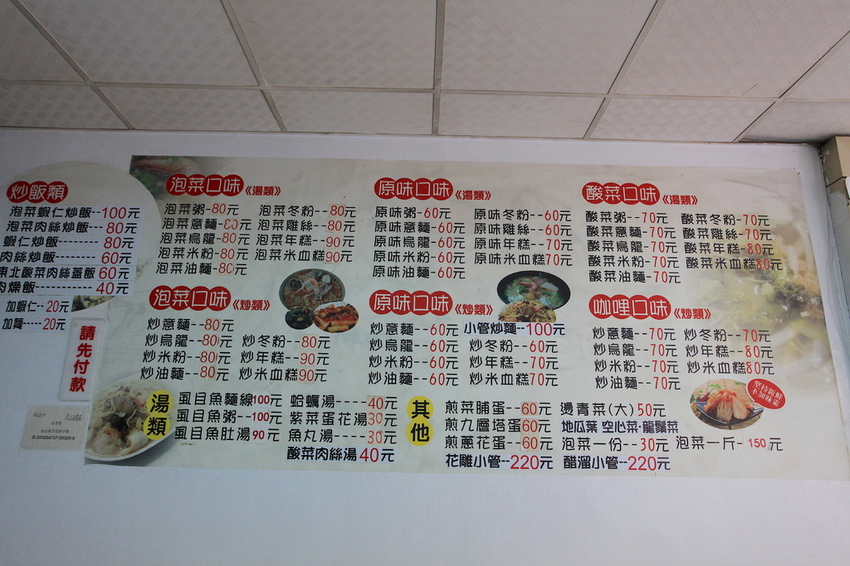 炒飯類
泡菜蝦仁炒飯--100元
泡菜肉絲炒飯--80元
蝦仁炒飯-------- 80元
肉絲炒飯------- 60元
東北酸菜肉絲蓋飯60元
肉燥飯---------- 40元
加蝦仁--20元
加麵----20元
請先付款
泡菜口味《湯類》
泡菜粥--80元 泡菜冬粉--80元
泡菜意麵--80元 泡菜雞絲--80元
泡菜烏龍--80元 泡菜年糕--90元
泡菜米粉--80元 泡菜米血糕90元
泡菜油麵--80元
原味口味《湯類》
原味粥--60元 原味冬粉--60元
原味意麵--60元 原味雞絲--60元
原味烏龍--60元 原味年糕--70元
原味米粉--60元 原味米血糕70元
原味油麵--60元
酸菜口味《湯類》
酸菜粥--70元 酸菜冬粉--70元
酸菜意麵--70元 酸菜雞絲--70元
酸菜烏龍--70元 酸菜年糕--80元
酸菜米粉--70元 酸菜米血糕80元
酸菜油麵--70元
泡菜口味《炒類》
炒意麵--80元
炒烏龍--80元 炒冬粉--80元
炒米粉--80元 炒年糕--90元
炒油麵--80元 炒米血糕90元
原味口味《炒類》
炒意麵--60元 小管炒麵--100元
炒烏龍--60元 炒冬粉--60元
炒米粉--60元 炒年糕--70元
炒油麵--60元 炒米血糕70元
咖哩口味《炒類》
炒意麵--70元 炒冬粉--70元
炒烏龍--70元 炒年糕--80元
炒米粉--70元 炒米血糕80元
炒油麵--70元
湯類
虱目魚麵線100元 蛤蠣湯----40元
虱目魚粥--100元 紫菜蛋花湯30元
虱目魚肚湯 90元 魚丸湯----30元
酸菜肉絲湯 40元
其他
煎菜脯蛋--60元 燙青菜(大)50元
煎九層塔蛋60元 地瓜葉 空心菜·龍鬚菜
煎蔥花蛋--60元 泡菜一份--30元 泡菜一斤- 150元
花雕小管--220元 醋溜小管--220元